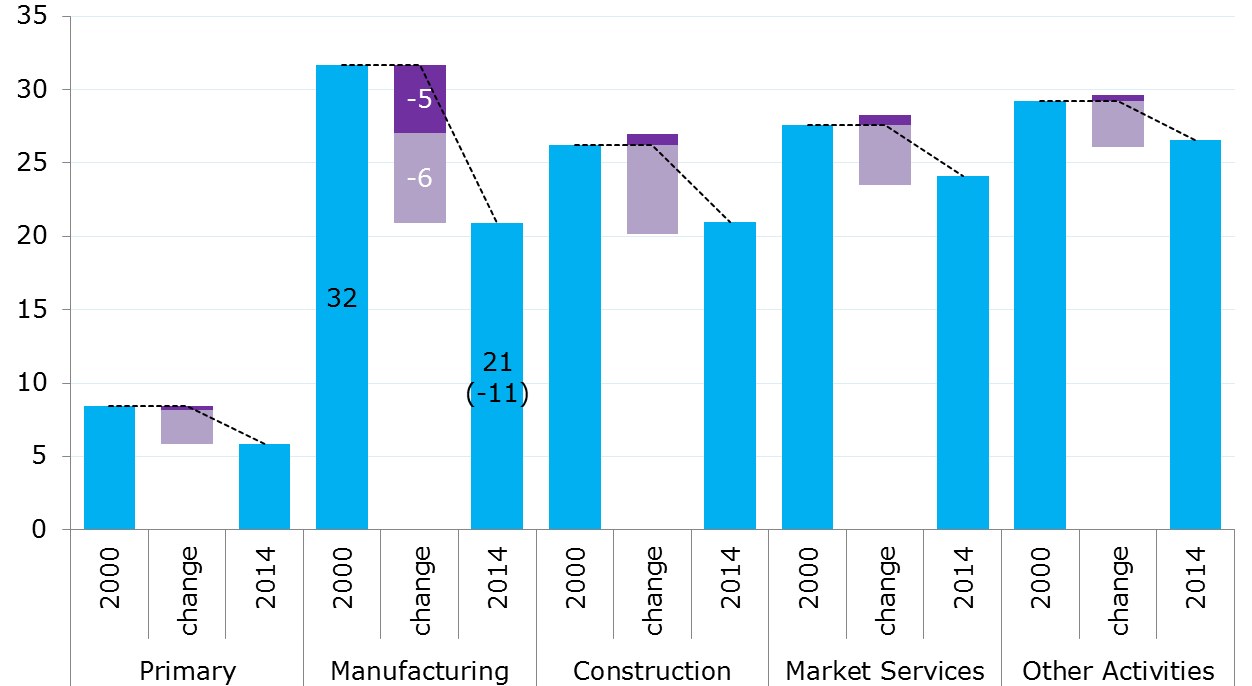 35
30
25
20
15
10
5
0
-5
-6
32
21
(-11)
2000
change
2014
2000
change
2014
2000
change
2014
2000
change
2014
2000
change
2014
Primary
Manufacturing
Construction
Market Services
Other Activities